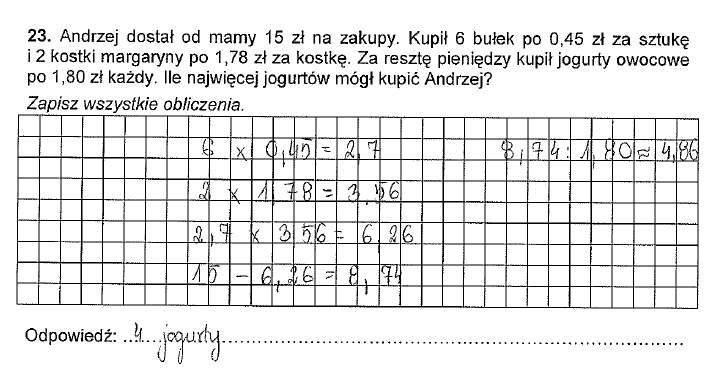 23. Andrzej dostał od mamy 15 zł na zakupy. Kupił 6 bułek po 0,45 zł za sztukę
i 2 kostki margaryny po 1,78 zł za kostkę. Za resztę pieniędzy kupił jogurty owocowe
po 1,80 zł każdy. Ile najwięcej jogurtów mógł kupić Andrzej?
Zapisz wszystkie obliczenia.
6 x 0,45 = 2,7 8,74 : 1,80 ≈ 4,86
2 x 1,78 = 3.56
2,7 x 3 56 = 6,26
15 - 6,26 = 8,74
Odpowiedź: ..4... jogurty